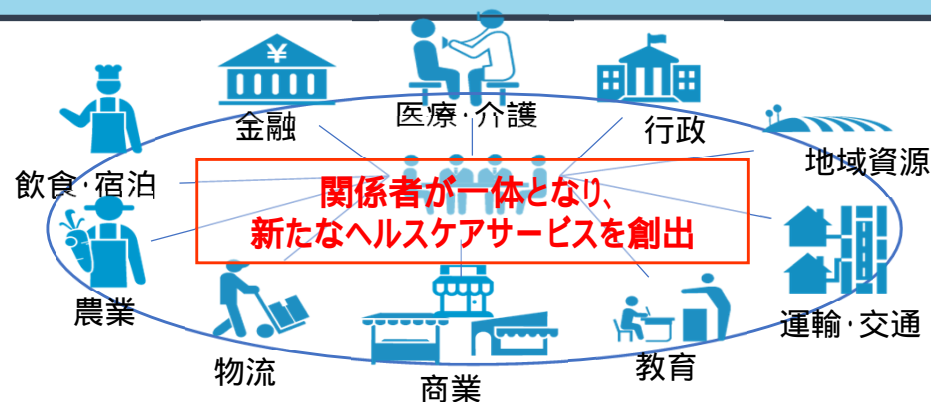 ¥
金融
医療・介護
行政
地域資源
飲食・宿泊
関係者が一体となり、
新たなヘルスケアサービスを創出
農業
運輸・交通
物流
商業
教育